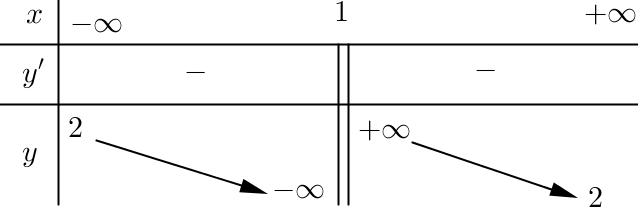 x −∞ 1 +∞
y′ − −
y 2 −∞ +∞ 2